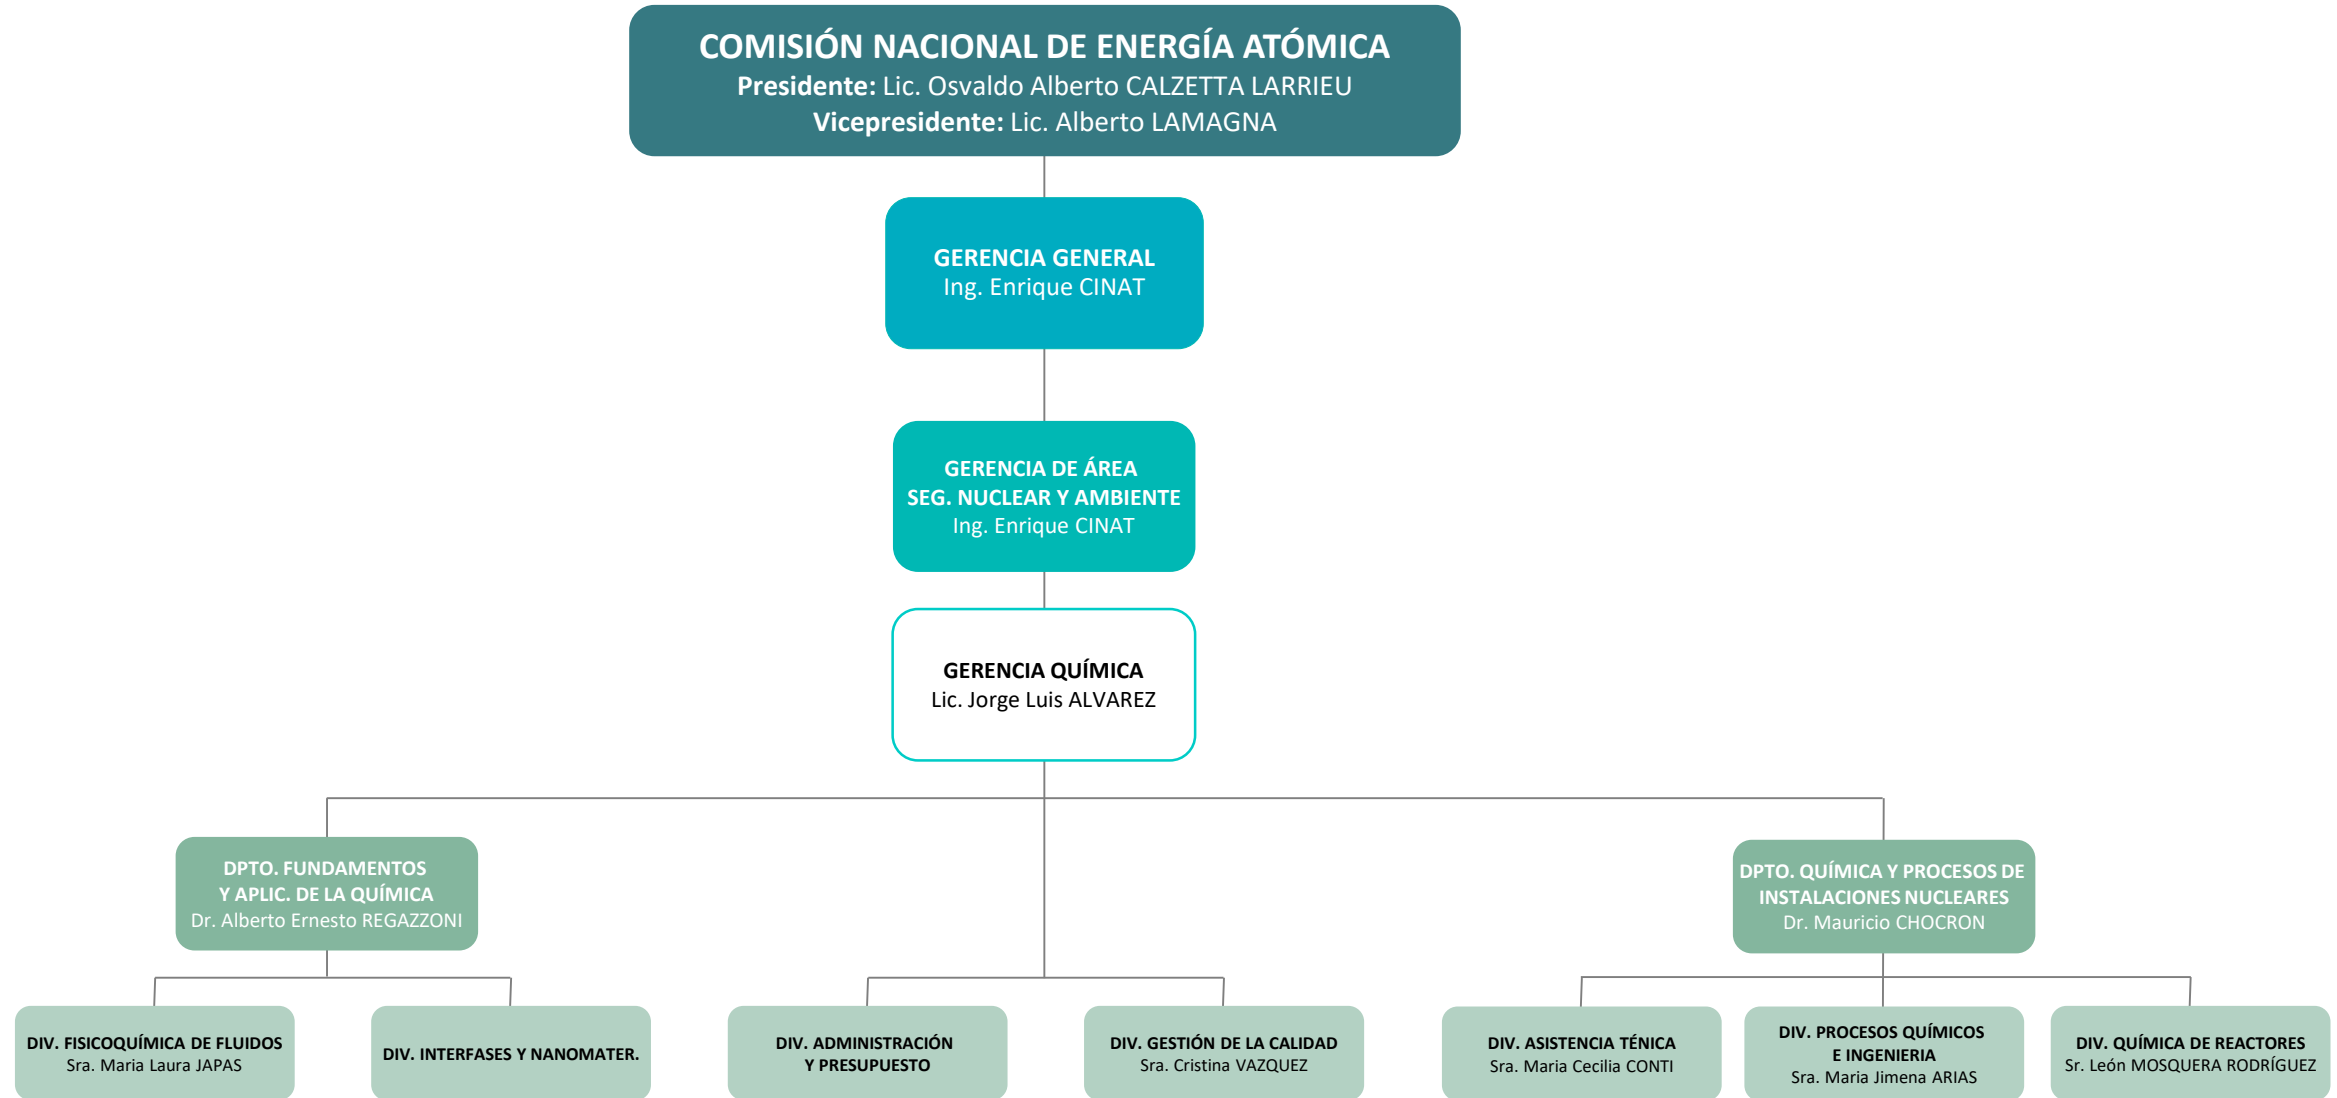 COMISIÓN NACIONAL DE ENERGÍA ATÓMICA
Presidente: Lic. Osvaldo Alberto CALZETTA LARRIEU
Vicepresidente: Lic. Alberto LAMAGNA
GERENCIA GENERAL
Ing. Enrique CINAT
GERENCIA DE ÁREA
SEG. NUCLEAR Y AMBIENTE
Ing. Enrique CINAT
GERENCIA QUÍMICA
Lic. Jorge Luis ALVAREZ
DPTO. FUNDAMENTOS
Y APLIC. DE LA QUÍMICA
Dr. Alberto Ernesto REGAZZONI
DPTO. QUÍMICA Y PROCESOS DE
INSTALACIONES NUCLEARES
Dr. Mauricio CHOCRON
DIV. FISICOQUÍMICA DE FLUIDOS
Sra. Maria Laura JAPAS
DIV. INTERFASES Y NANOMATER.
DIV. ADMINISTRACIÓN
Y PRESUPUESTO
DIV. GESTIÓN DE LA CALIDAD
Sra. Cristina VAZQUEZ
DIV. ASISTENCIA TÉNICA
Sra. Maria Cecilia CONTI
DIV. PROCESOS QUÍMICOS
E INGENIERIA
Sra. Maria Jimena ARIAS
DIV. QUÍMICA DE REACTORES
Sr. León MOSQUERA RODRÍGUEZ